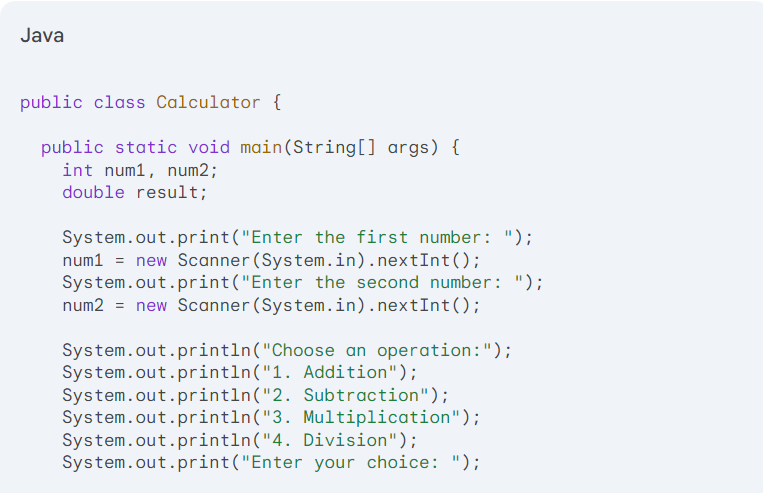 Java
public class Calculator {
public static void main(String[] args) {
int num1, num2;
double result;
System.out.print("Enter the first number: ");
num1 = new Scanner(System.in).nextInt();
System.out.print("Enter the second number: ");
num2 = new Scanner(System.in).nextInt();
System.out.println("Choose an operation:");
System.out.println("1. Addition");
System.out.println("2. Subtraction");
System.out.println("3. Multiplication");
System.out.println("4. Division");
System.out.print("Enter your choice: ");